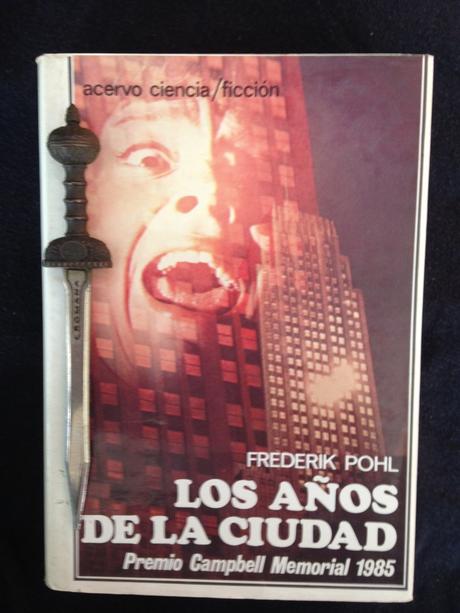 acervo ciencia/ficción
FREDERIK POHL
LOS AÑOS
DE LA CIUDAD
Premio Campbell Memorial 1985